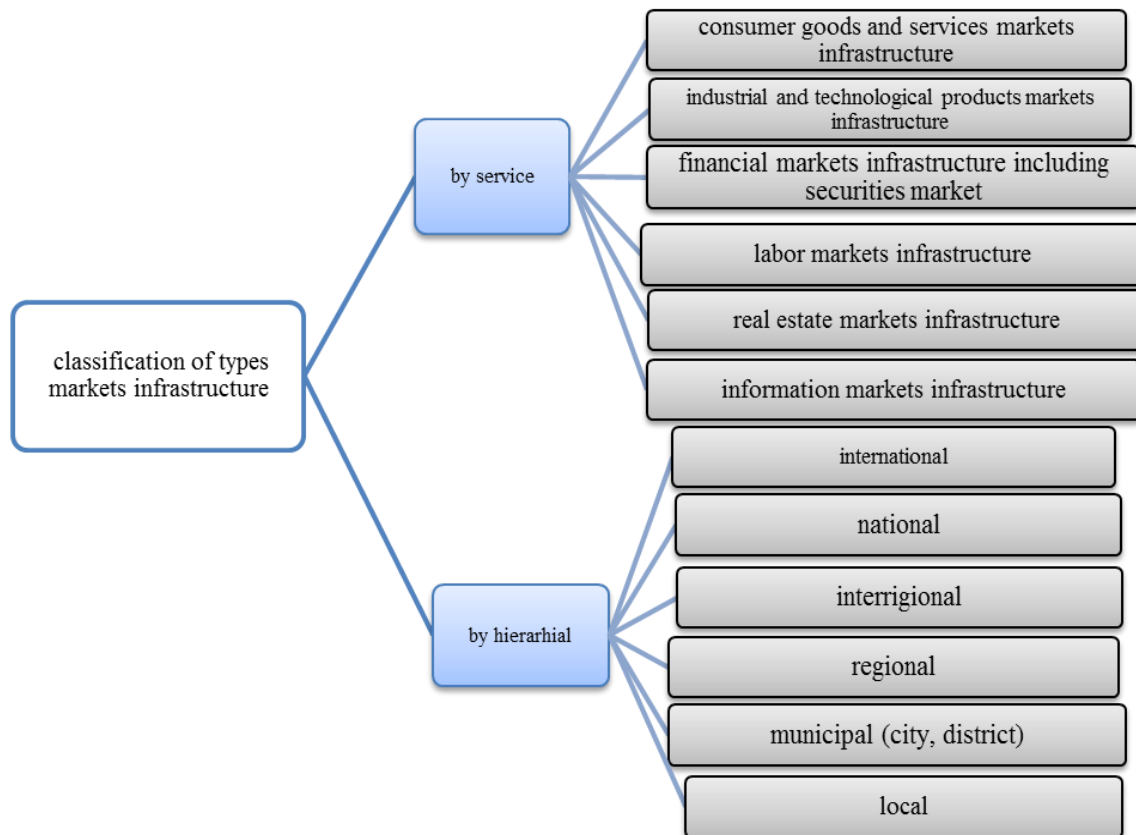 classification of types
markets infrastructure
by service
consumer goods and services markets
infrastructure
industrial and technological products markets
infrastructure
financial markets infrastructure including
securities market
labor markets infrastructure
real estate markets infrastructure
information markets infrastructure
by hierarhial
international
national
interrigional
regional
municipal (city, district)
local